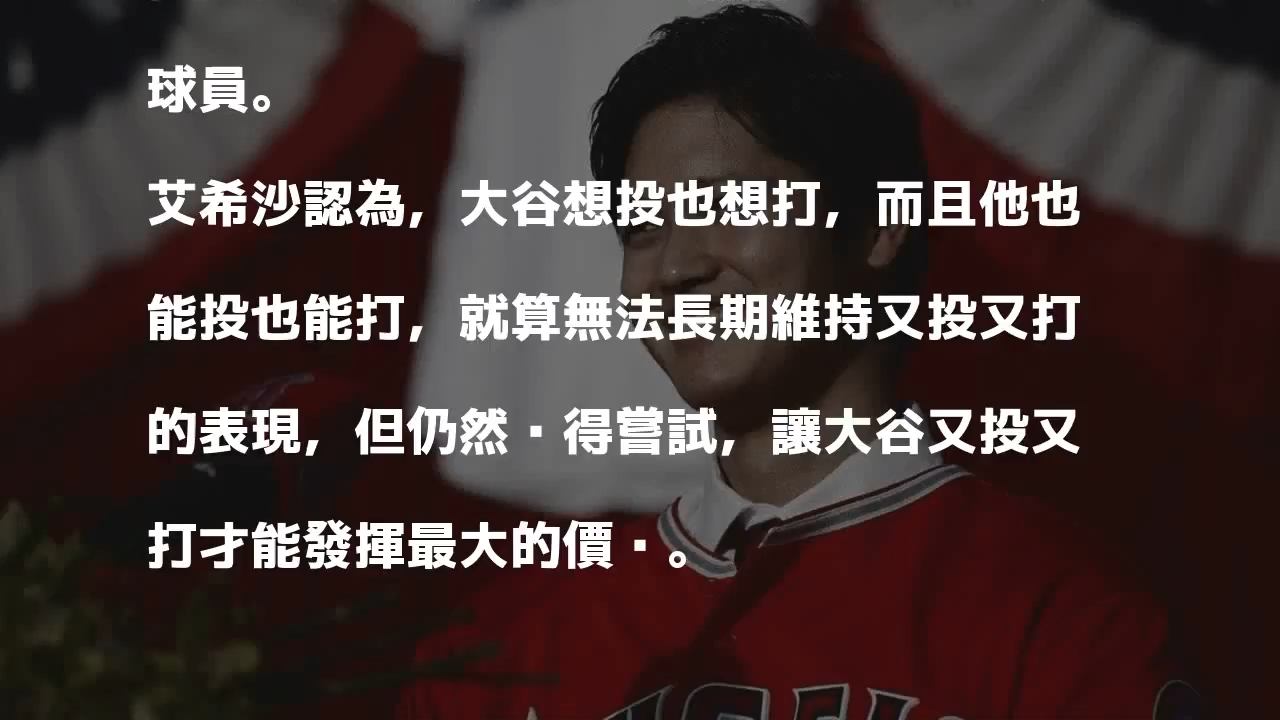 球員。
艾希沙認為，大谷想投也想打，而且他也
能投也能打，就算無法長期維持又投又打
的表現，但仍然▪得嘗試，讓大谷又投又
打才能發揮最大的價▪。